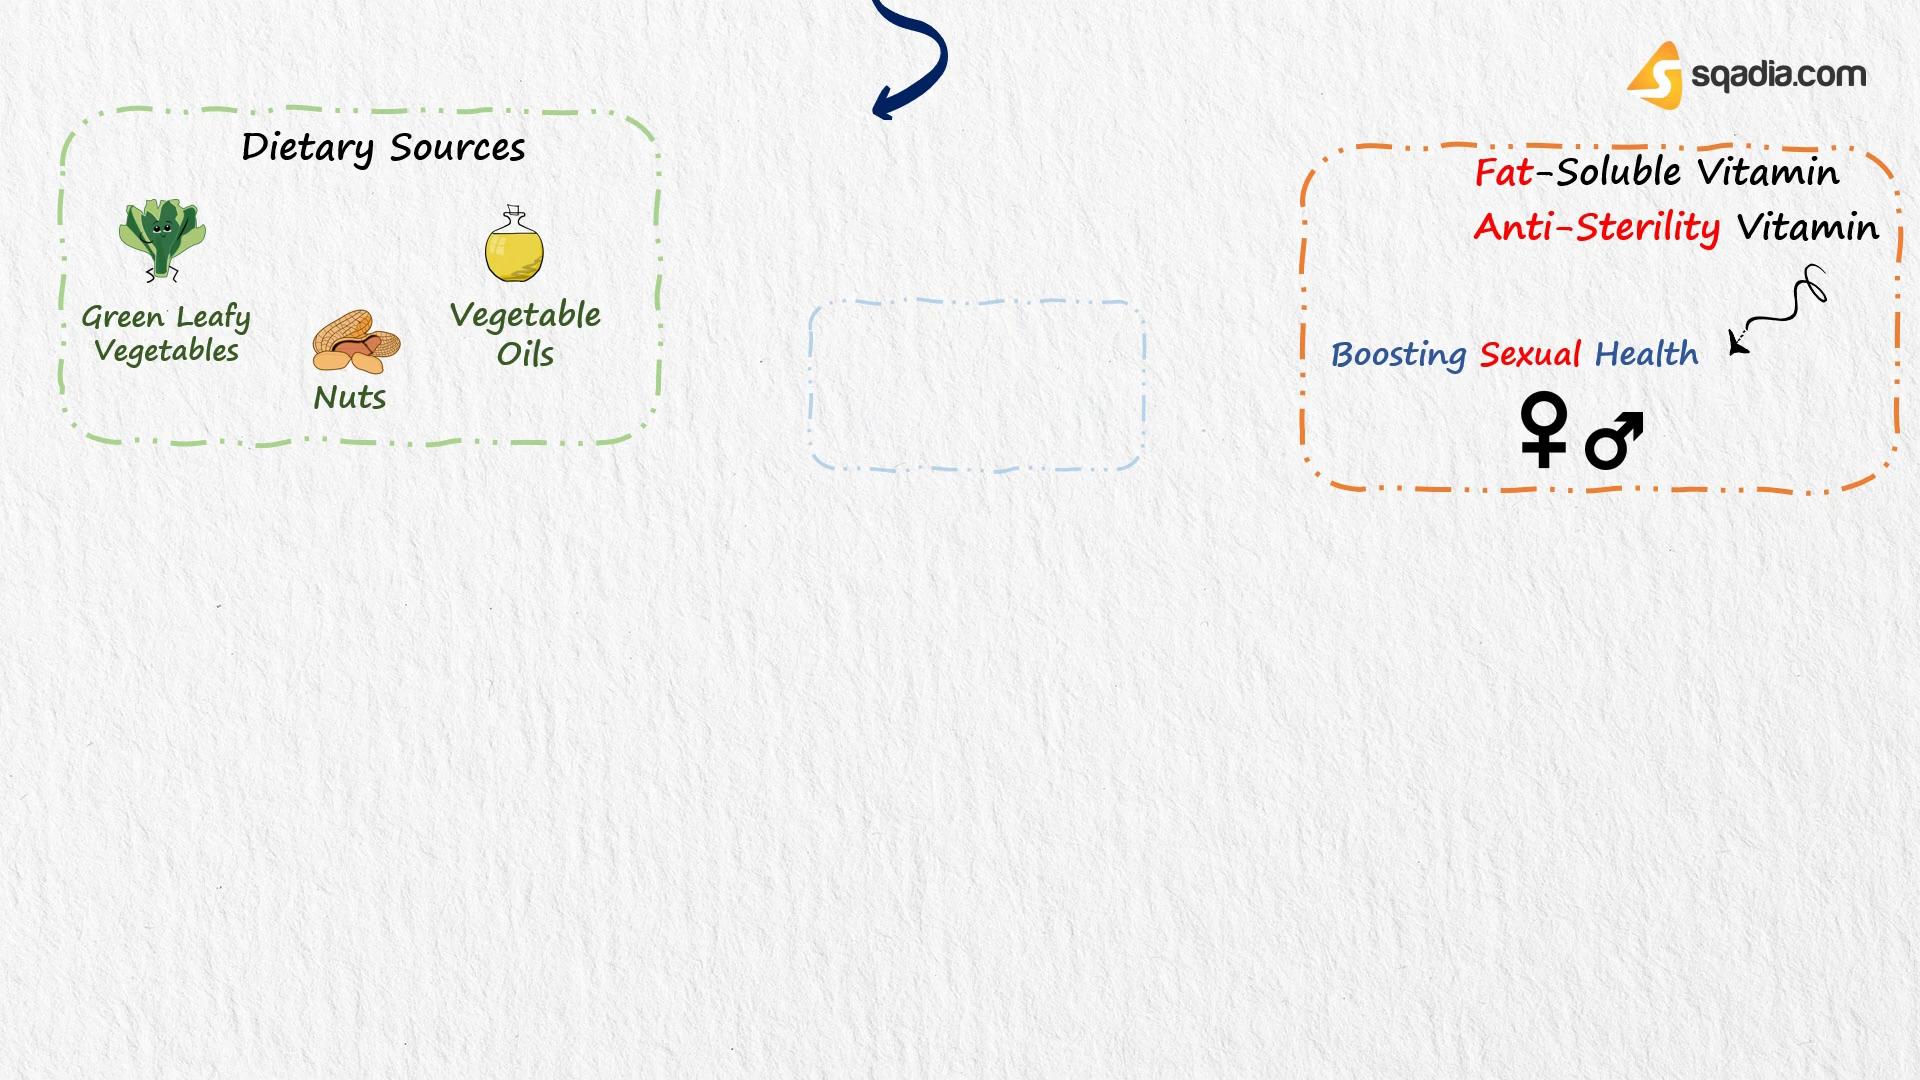 sqadia.com
Dietary Sources
Green Leafy
Vegetables
Nuts
Vegetable
Oils
Fat-Soluble Vitamin
Anti-Sterility Vitamin
Boosting Sexual Health